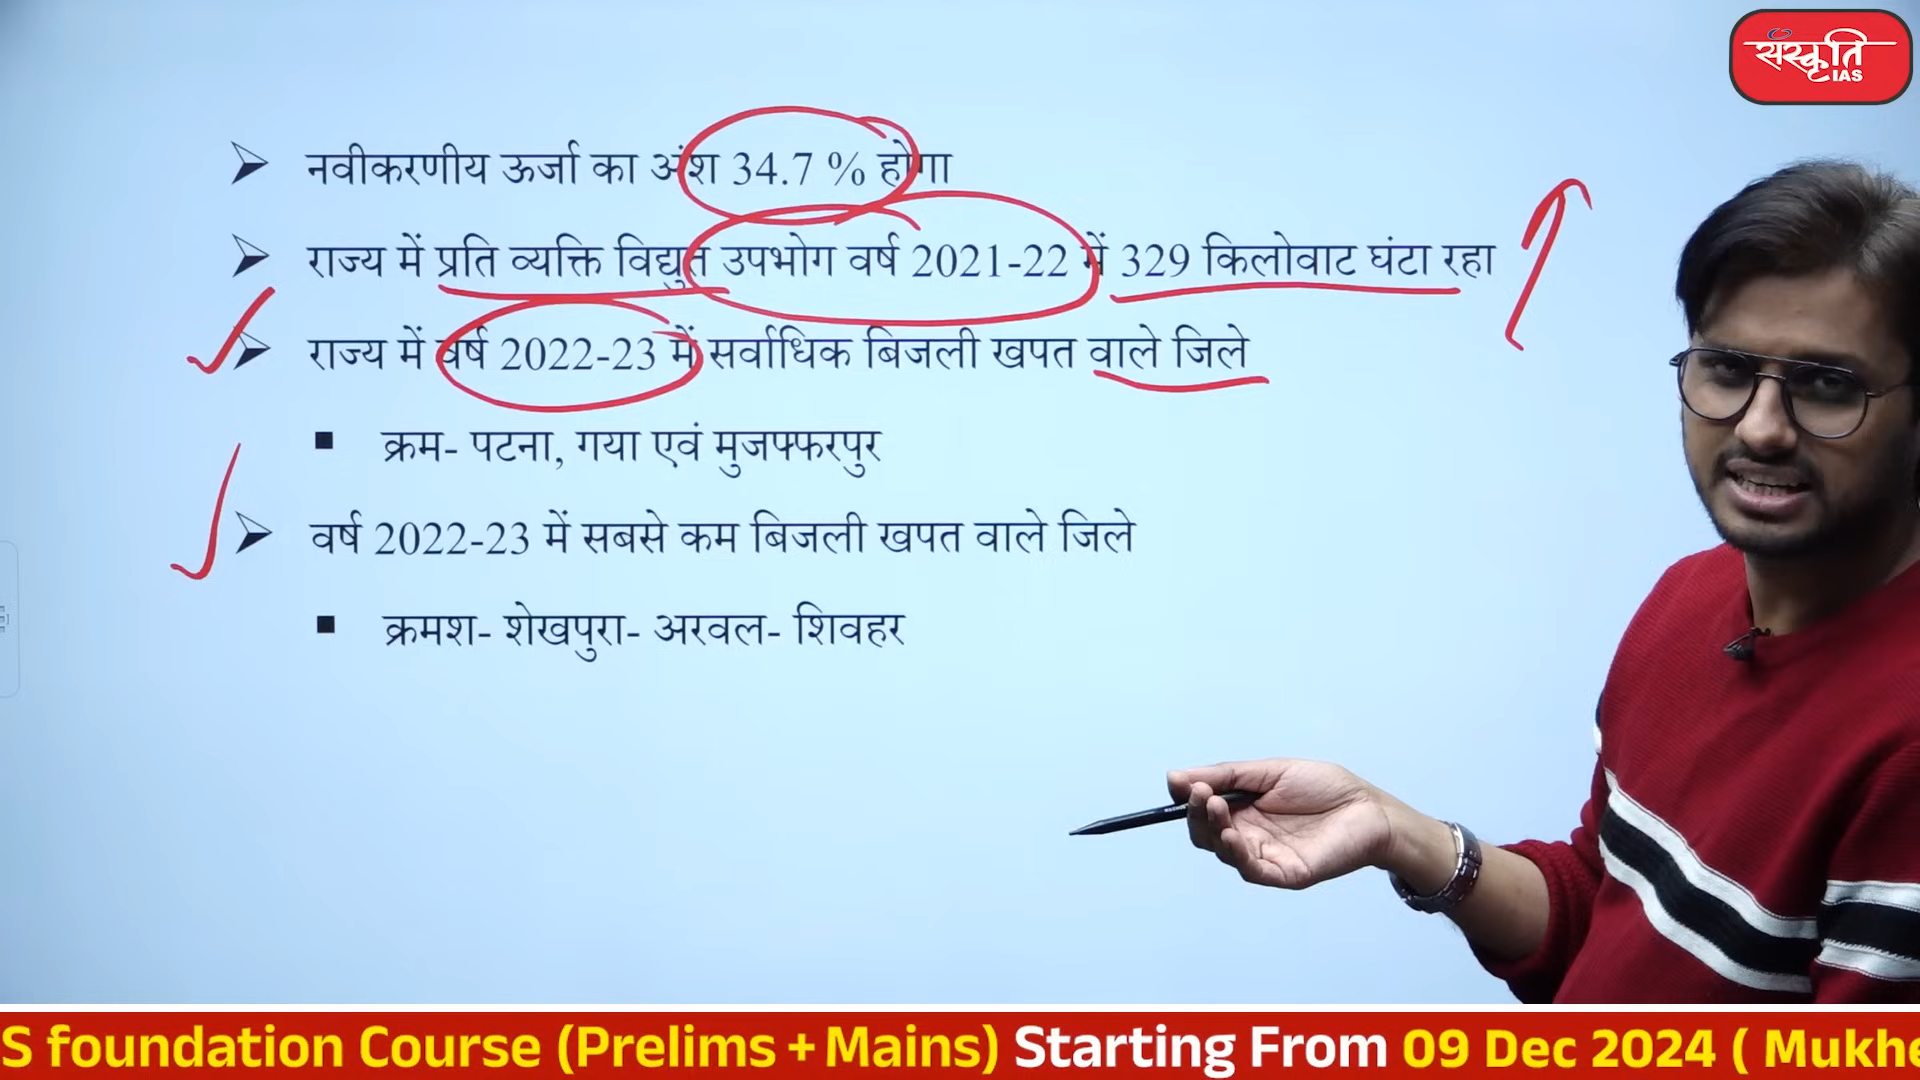 संस्कृति
IAS
नवीकरणीय ऊर्जा का अंश 34.7 % होगा
राज्य में प्रति व्यक्ति विद्युत उपभोग वर्ष 2021-22 में 329 किलोवाट घंटा रहा
राज्य में वर्ष 2022-23 में सर्वाधिक बिजली खपत वाले जिले
क्रम- पटना, गया एवं मुजफ्फरपुर
वर्ष 2022-23 में सबसे कम बिजली खपत वाले जिले
क्रमश- शेखपुरा- अरवल- शिवहर
S foundation Course (Prelims + Mains) Starting From 09 Dec 2024 ( Mukhe